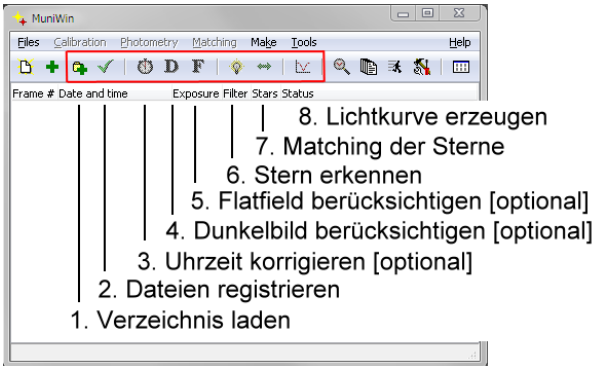 MuniWin
Files Calibration Photometry Matching Make Tools Help
D F
Frame # Date and time Exposure Filter Stars Status
8. Lichtkurve erzeugen
7. Matching der Sterne
6. Stern erkennen
5. Flatfield berücksichtigen [optional]
4. Dunkelbild berücksichtigen [optional]
3. Uhrzeit korrigieren [optional]
2. Dateien registrieren
1. Verzeichnis laden